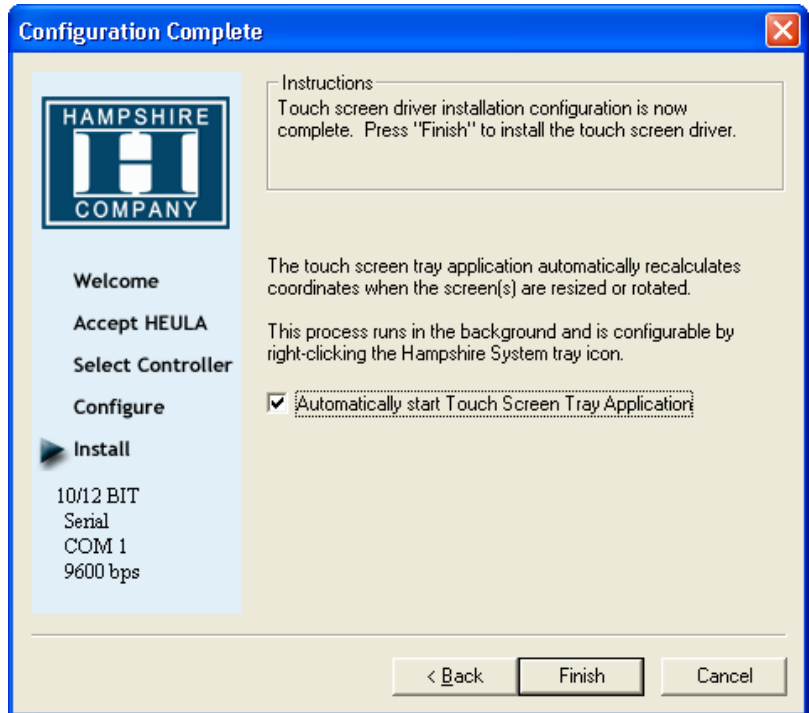 Configuration Complete
HAMPSHIRE
H
COMPANY
Welcome
Accept HEULA
Select Controller
Configure
Install
10/12 BIT
Serial
COM 1
9600 bps
Instructions
Touch screen driver installation configuration is now
complete.  Press "Finish" to install the touch screen driver.
The touch screen tray application automatically recalculates
coordinates when the screen(s) are resized or rotated.
This process runs in the background and is configurable by
right-clicking the Hampshire System tray icon.
Automatically start Touch Screen Tray Application
< Back
Finish
Cancel